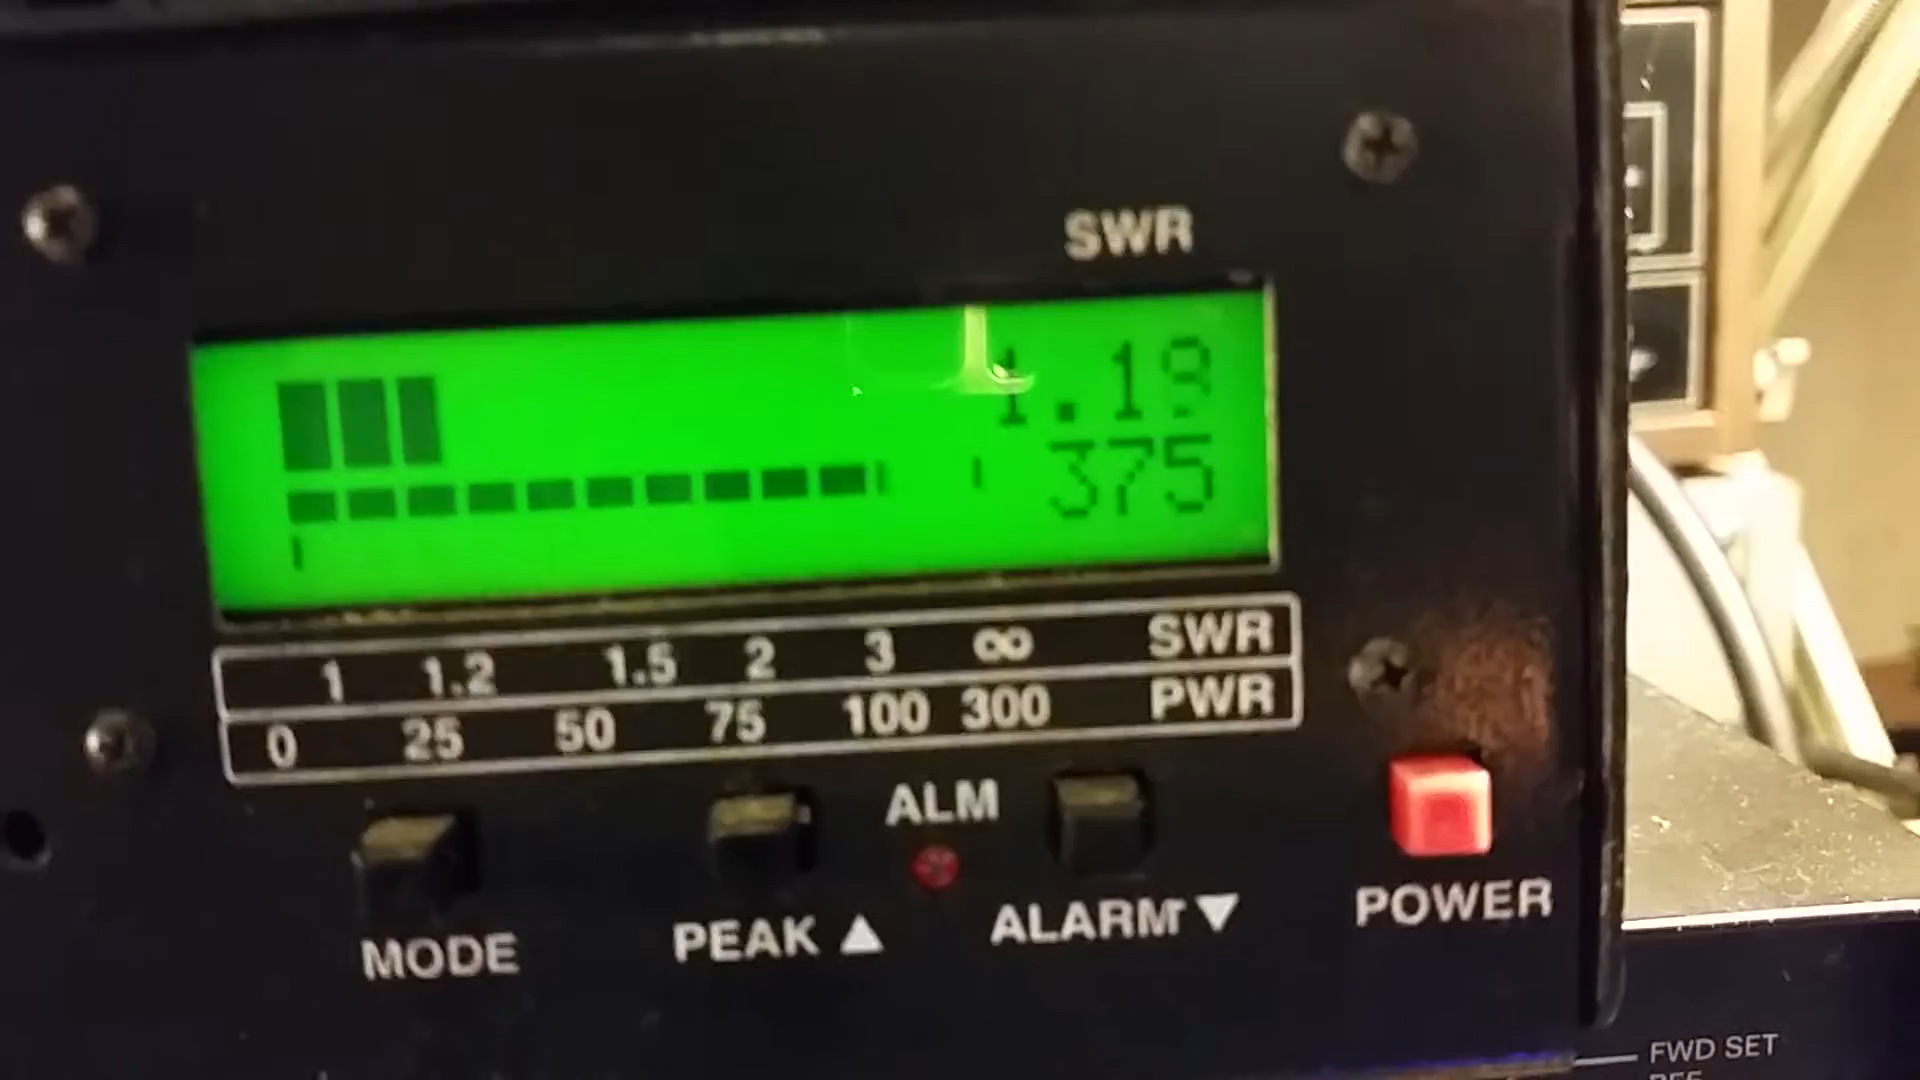 SWR
1.19
375
1 1.2 1.5 2 3 ∞ SWR
0 25 50 75 100 300 PWR
ALM
MODE PEAK ▲ ALARM ▼ POWER
FWD SET